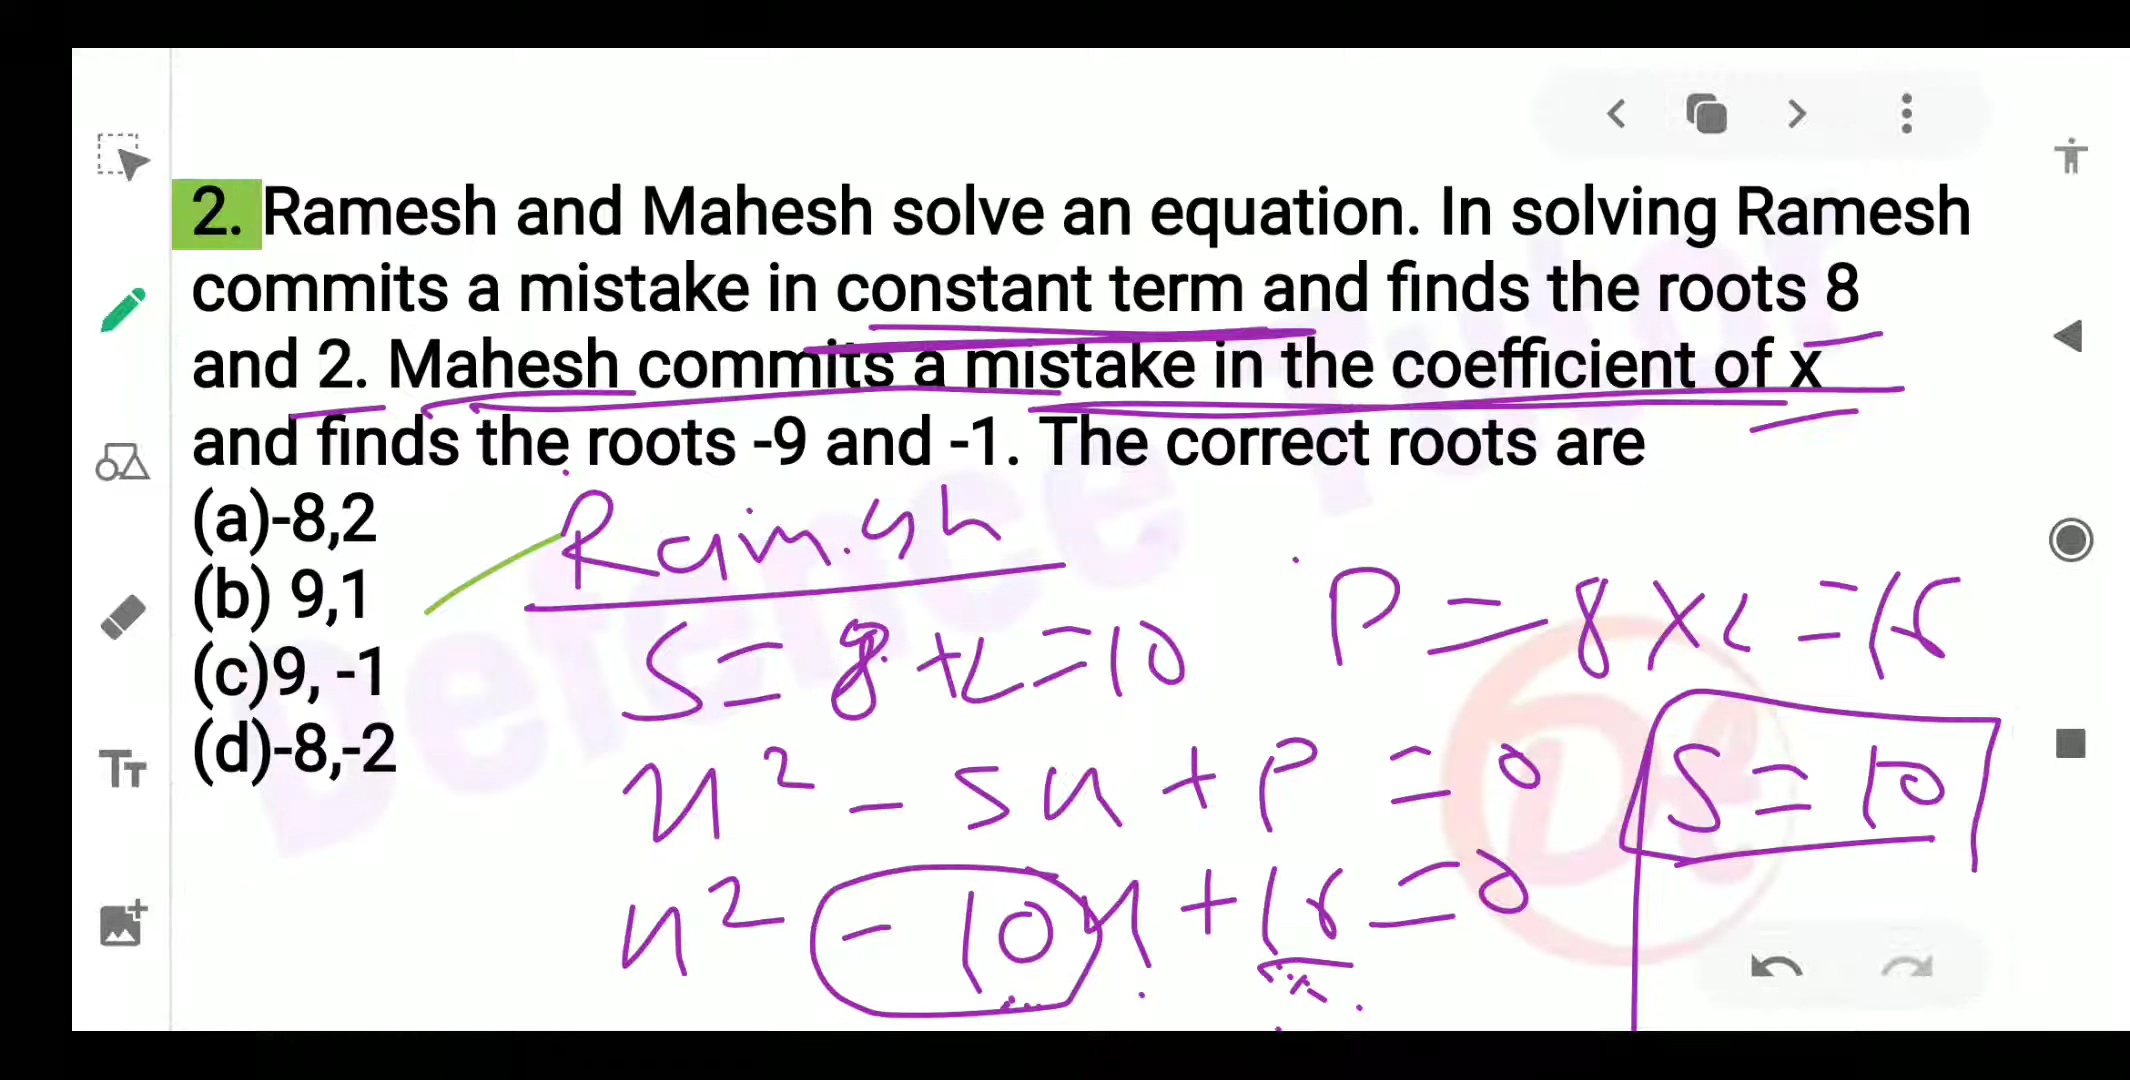 2. Ramesh and Mahesh solve an equation. In solving Ramesh
commits a mistake in constant term and finds the roots 8
and 2. Mahesh commits a mistake in the coefficient of x
and finds the roots -9 and -1. The correct roots are
(a)-8,2
(b) 9,1
(c)9, -1
(d)-8,-2
Ramesh
S = 8+2=10
P = 8×2 =16
x² - Sx + P = 0
S = 10
x² - 10x + 16 = 0
Defence Tutor
TT